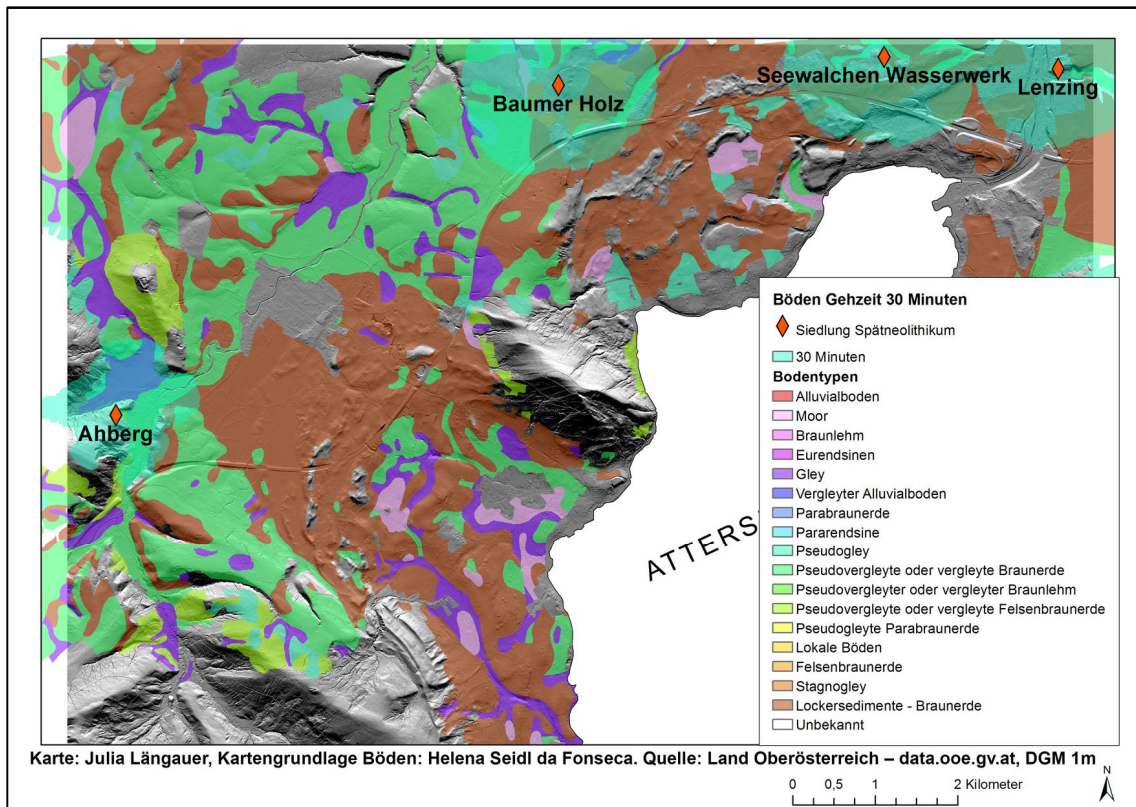 Seewalchen Wasserwerk
Lenzing
Baumer Holz
Ahberg
ATTERS
Böden Gehzeit 30 Minuten
Siedlung Spätneolithikum
30 Minuten
Bodentypen
Alluvialboden
Moor
Braunlehm
Eurendsinen
Gley
Vergleyter Alluvialboden
Parabraunerde
Pararendsine
Pseudogley
Pseudovergleyte oder vergleyte Braunerde
Pseudovergleyter oder vergleyter Braunlehm
Pseudovergleyte oder vergleyte Felsenbraunerde
Pseudogleyte Parabraunerde
Lokale Böden
Felsenbraunerde
Stagnogley
Lockersedimente - Braunerde
Unbekannt
Karte: Julia Längauer, Kartengrundlage Böden: Helena Seidl da Fonseca. Quelle: Land Oberösterreich – data.ooe.gv.at, DGM 1m
0 0,5 1 2 Kilometer
N